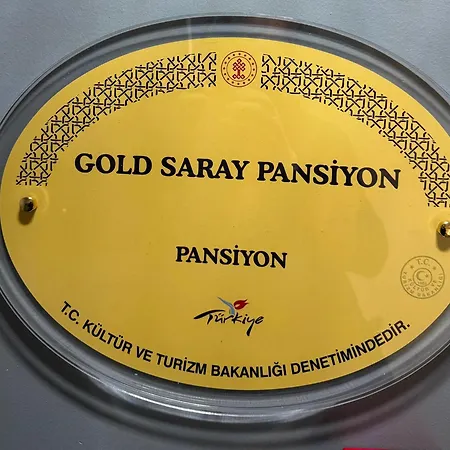 GOLD SARAY PANSİYON
PANSİYON
Türkiye
T.C. KÜLTÜR VE TURİZM BAKANLIĞI DENETİMİNDEDİR.